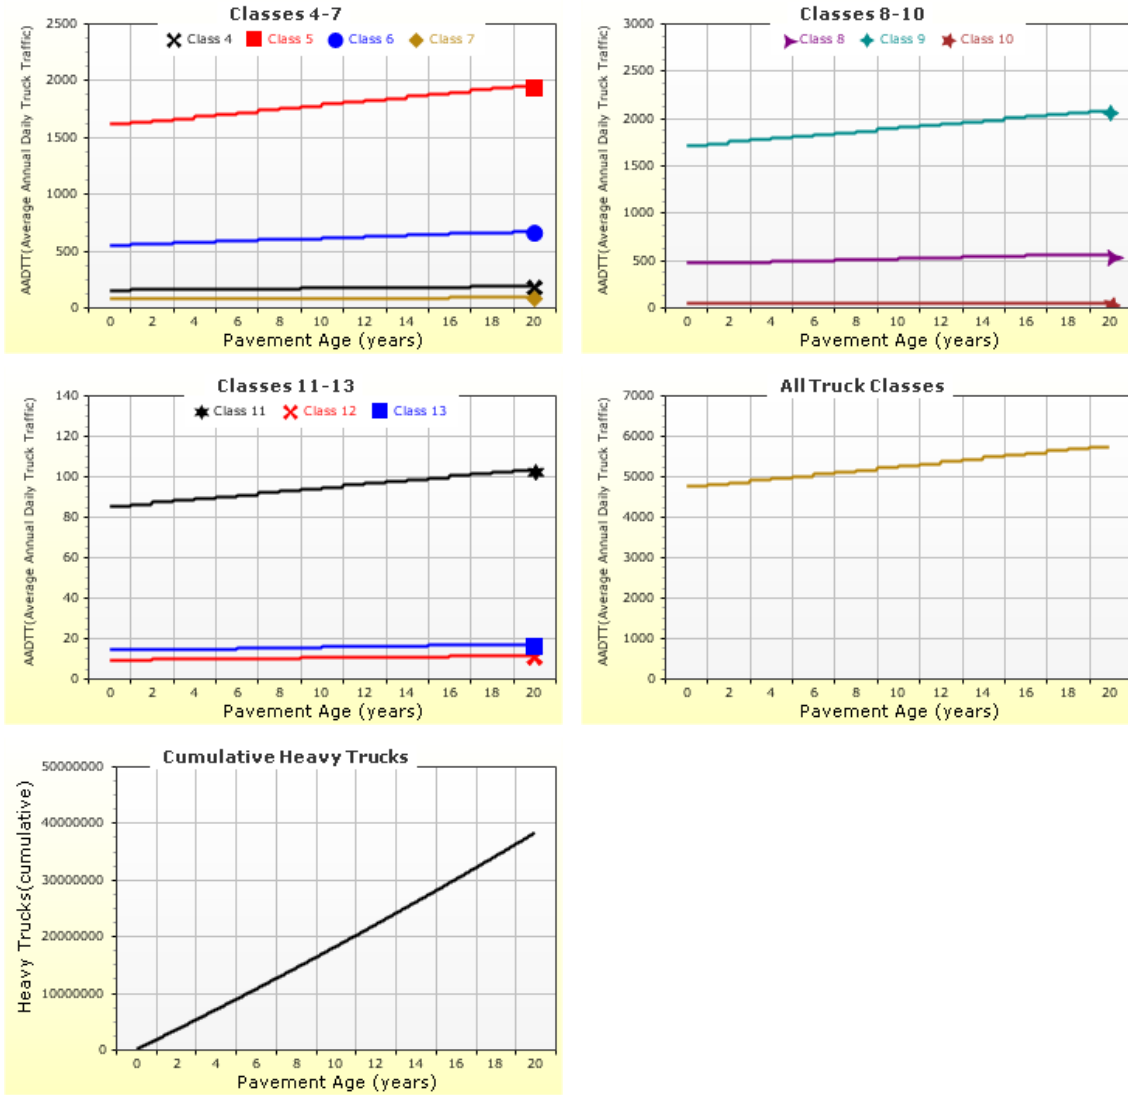 Classes 4-7
Class 4 Class 5 Class 6 Class 7
AADTT(Average Annual Daily Truck Traffic)
2500
2000
1500
1000
500
0
0 2 4 6 8 10 12 14 16 18 20
Pavement Age (years)
Classes 8-10
Class 8 Class 9 Class 10
AADTT(Average Annual Daily Truck Traffic)
3000
2500
2000
1500
1000
500
0
0 2 4 6 8 10 12 14 16 18 20
Pavement Age (years)
Classes 11-13
Class 11 Class 12 Class 13
AADTT(Average Annual Daily Truck Traffic)
140
120
100
80
60
40
20
0
0 2 4 6 8 10 12 14 16 18 20
Pavement Age (years)
All Truck Classes
AADTT(Average Annual Daily Truck Traffic)
7000
6000
5000
4000
3000
2000
1000
0
0 2 4 6 8 10 12 14 16 18 20
Pavement Age (years)
Cumulative Heavy Trucks
Heavy Trucks(cumulative)
50000000
40000000
30000000
20000000
10000000
0
0 2 4 6 8 10 12 14 16 18 20
Pavement Age (years)